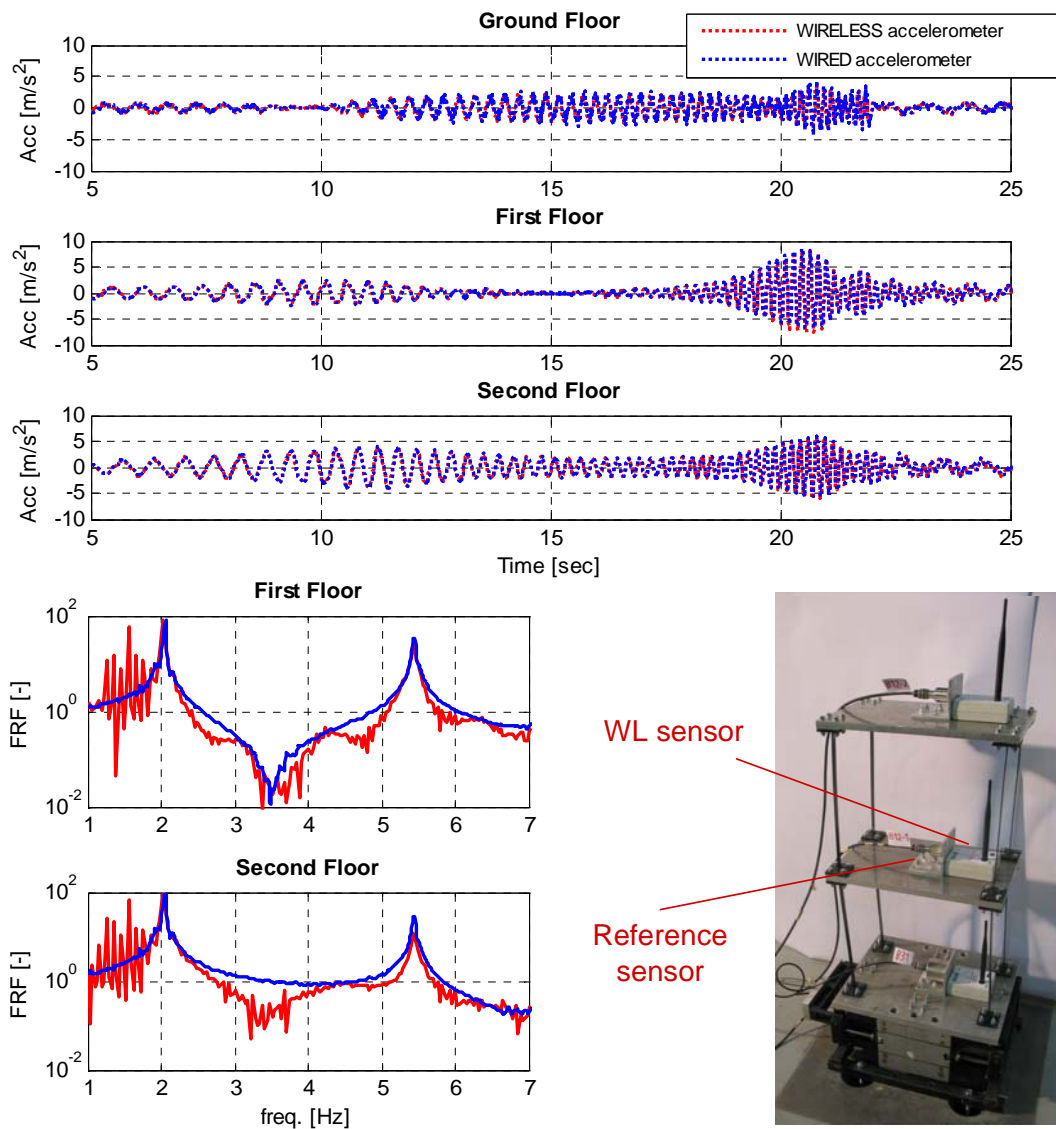 Ground Floor
WIRELESS accelerometer
WIRED accelerometer
10
5
0
-5
-10
Acc [m/s²]
5 10 15 20 25
First Floor
10
5
0
-5
-10
Acc [m/s²]
5 10 15 20 25
Second Floor
10
5
0
-5
-10
Acc [m/s²]
5 10 15 20 25
Time [sec]
First Floor
10²
10⁰
10⁻²
FRF [-]
1 2 3 4 5 6 7
Second Floor
10²
10⁰
10⁻²
FRF [-]
1 2 3 4 5 6 7
freq. [Hz]
WL sensor
Reference
sensor